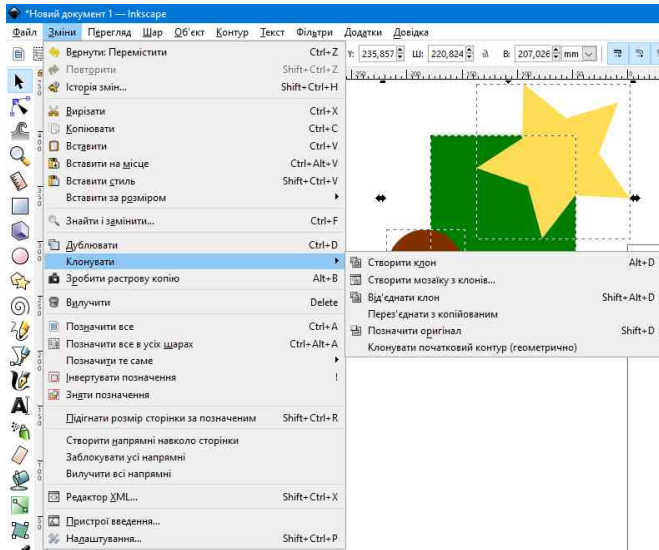 *Новий документ 1 — Inkscape
Файл Зміни Перегляд Шар Об'єкт Контур Текст Фільтри Додатки Довідка
Y: 235,857 Ш: 220,824 В: 207,026 mm
Вернути: Перемістити Ctrl+Z
Повторити Shift+Ctrl+Z
Історія змін... Shift+Ctrl+H
Вирізати Ctrl+X
Копіювати Ctrl+C
Вставити Ctrl+V
Вставити на місце Ctrl+Alt+V
Вставити стиль Shift+Ctrl+V
Вставити за розміром
Знайти і замінити... Ctrl+F
Дублювати Ctrl+D
Клонувати
Зробити растрову копію Alt+B
Вилучити Delete
Позначити все Ctrl+A
Позначити все в усіх шарах Ctrl+Alt+A
Позначити те саме
Інвертувати позначення !
Зняти позначення
Підігнати розмір сторінки за позначеним Shift+Ctrl+R
Створити напрямні навколо сторінки
Заблокувати усі напрямні
Вилучити всі напрямні
Редактор XML... Shift+Ctrl+X
Пристрої введення...
Налаштування... Shift+Ctrl+P
Створити клон Alt+D
Створити мозаїку з клонів...
Від'єднати клон Shift+Alt+D
Перез'єднати з копійованим
Позначити оригінал Shift+D
Клонувати початковий контур (геометрично)